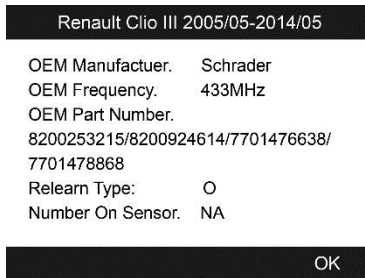 Renault Clio III 2005/05-2014/05
OEM Manufactuer. Schrader
OEM Frequency. 433MHz
OEM Part Number.
8200253215/8200924614/7701476638/
7701478868
Relearn Type: O
Number On Sensor. NA
OK